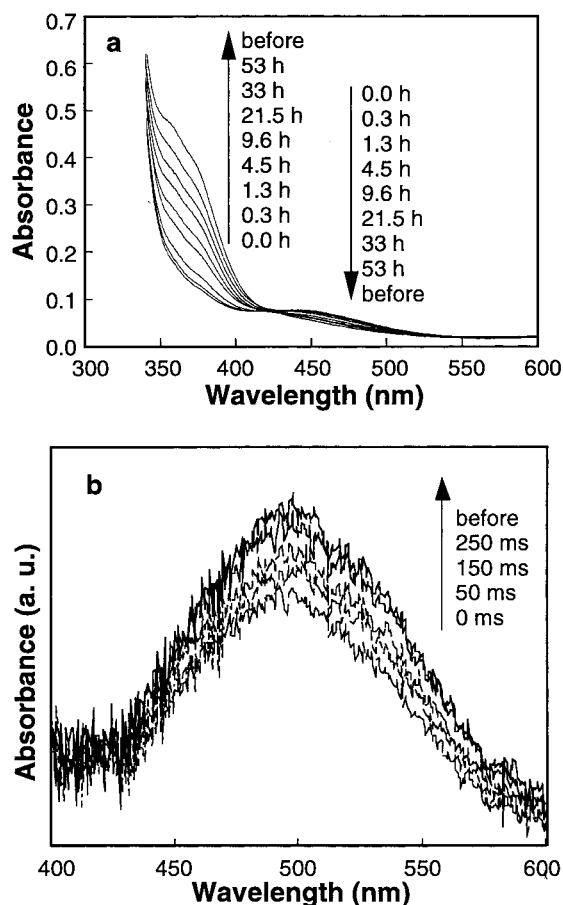 a
Absorbance
0.7
0.6
0.5
0.4
0.3
0.2
0.1
0.0
before
53 h
33 h
21.5 h
9.6 h
4.5 h
1.3 h
0.3 h
0.0 h
0.0 h
0.3 h
1.3 h
4.5 h
9.6 h
21.5 h
33 h
53 h
before
300 350 400 450 500 550 600
Wavelength (nm)
b
Absorbance (a. u.)
before
250 ms
150 ms
50 ms
0 ms
400 450 500 550 600
Wavelength (nm)